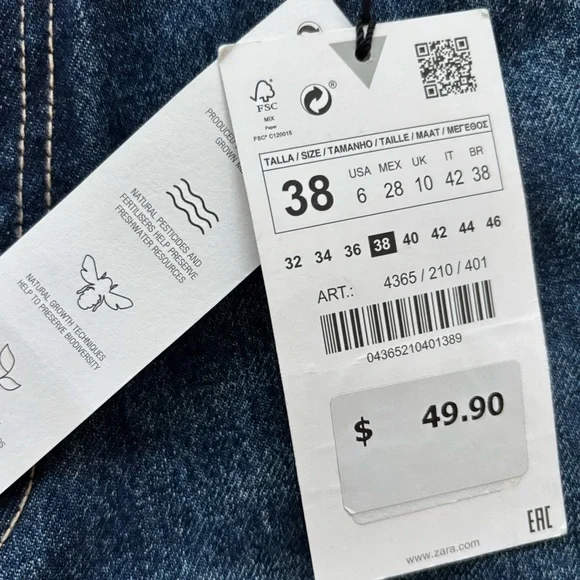 PRODUCED
GROWN
NATURAL PESTICIDES AND
FERTILISERS HELP PRESERVE
FRESHWATER RESOURCES
NATURAL GROWTH TECHNIQUES
HELP TO PRESERVE BIODIVERSITY
FSC
MIX
Paper
FSC® C120015
®
TALLA / SIZE / TAMANHO / TAILLE / MAAT / ΜΕΓΕΘΟΣ
38
USA MEX UK IT BR
6 28 10 42 38
32 34 36 38 40 42 44 46
ART.: 4365 / 210 / 401
04365210401389
$ 49.90
EAC
www.zara.com